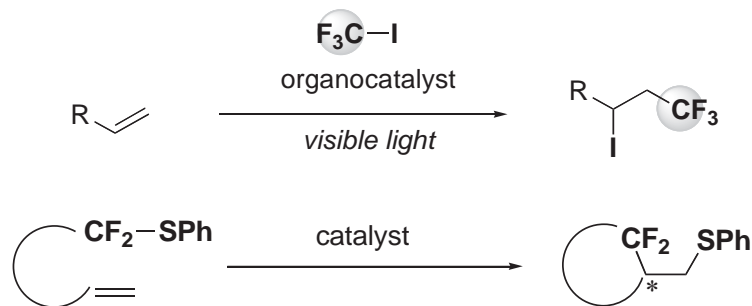 F₃C—I
organocatalyst
R
visible light
R
CF₃
I
CF₂—SPh
catalyst
CF₂ SPh
*